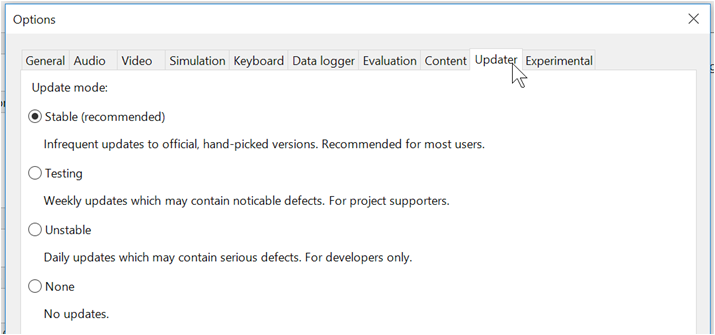 Options
General Audio Video Simulation Keyboard Data logger Evaluation Content Updater Experimental
Update mode:
Stable (recommended)
Infrequent updates to official, hand-picked versions. Recommended for most users.
Testing
Weekly updates which may contain noticable defects. For project supporters.
Unstable
Daily updates which may contain serious defects. For developers only.
None
No updates.